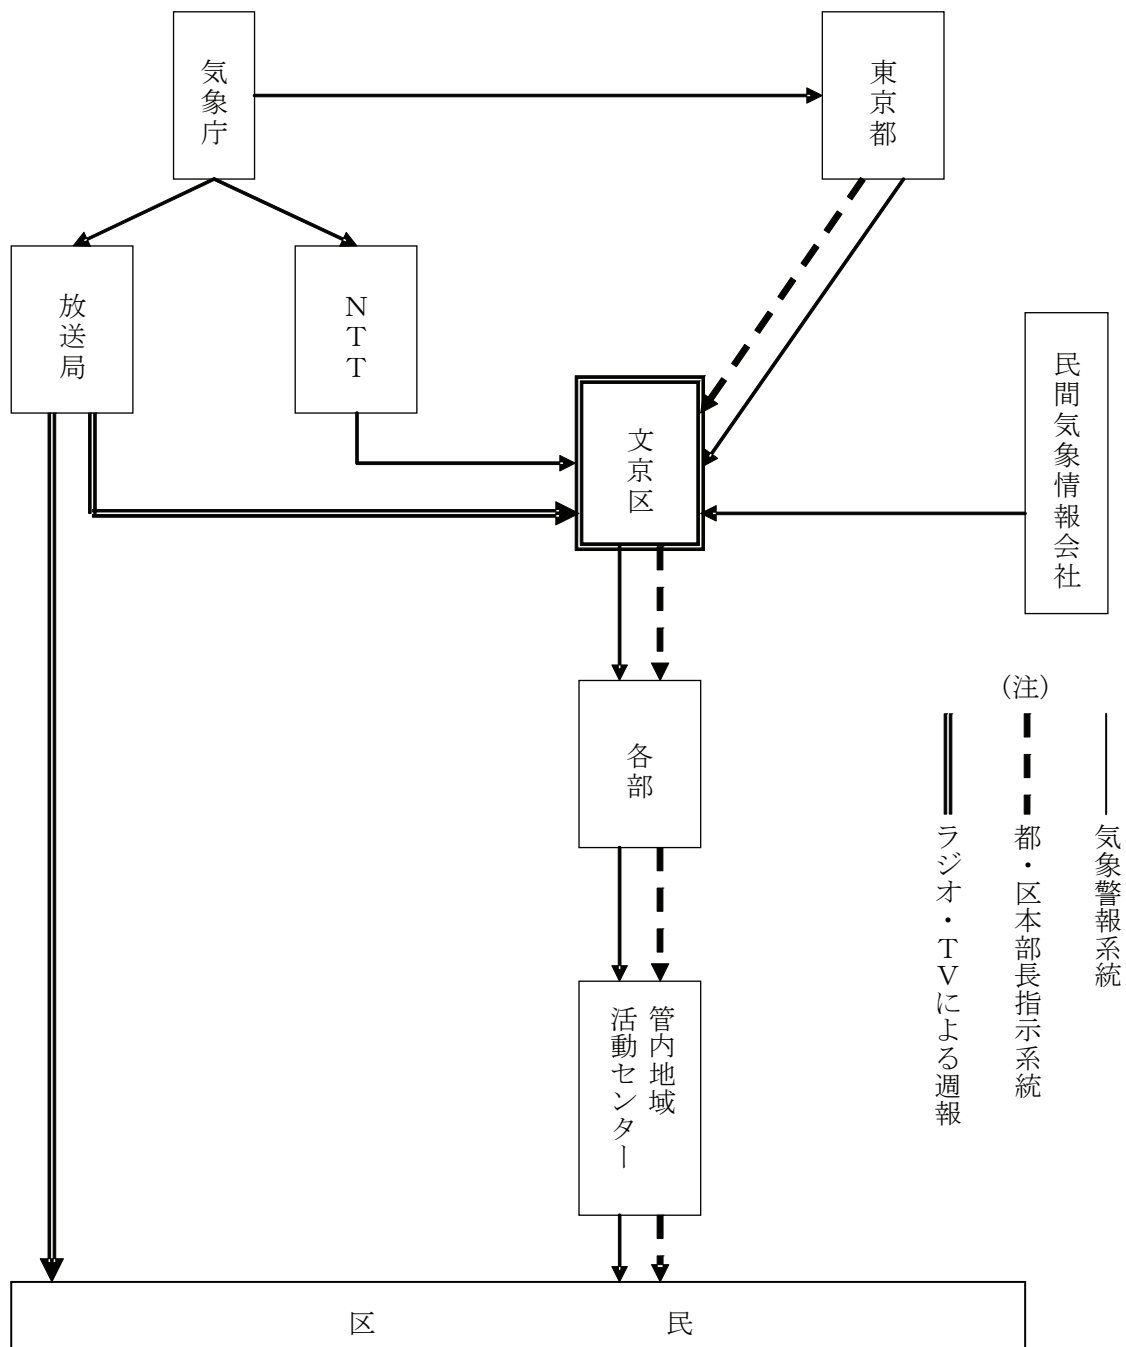 気象庁
東京都
放送局
NTT
文京区
民間気象情報会社
各部
管内地域
活動センター
区民
(注)
気象警報系統
都・区本部長指示系統
ラジオ・TVによる週報